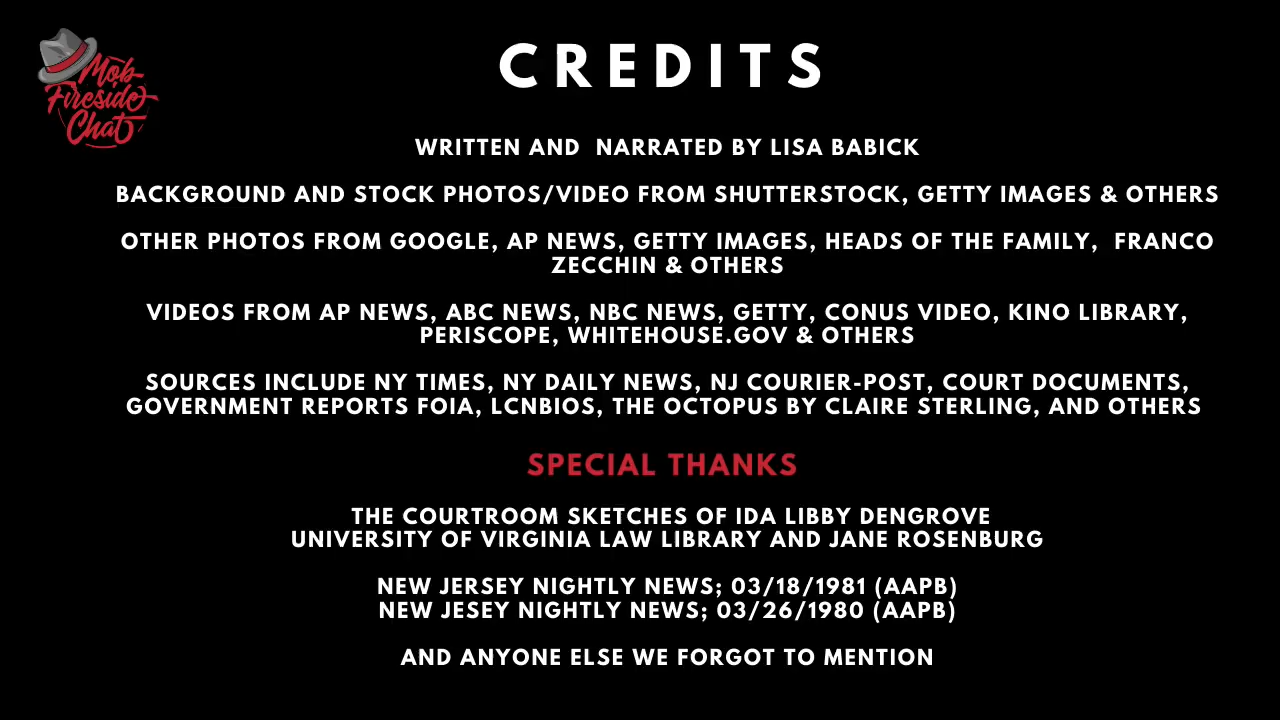 Mob
Fireside
Chat
CREDITS
WRITTEN AND  NARRATED BY LISA BABICK
BACKGROUND AND STOCK PHOTOS/VIDEO FROM SHUTTERSTOCK, GETTY IMAGES & OTHERS
OTHER PHOTOS FROM GOOGLE, AP NEWS, GETTY IMAGES, HEADS OF THE FAMILY,  FRANCO
ZECCHIN & OTHERS
VIDEOS FROM AP NEWS, ABC NEWS, NBC NEWS, GETTY, CONUS VIDEO, KINO LIBRARY,
PERISCOPE, WHITEHOUSE.GOV & OTHERS
SOURCES INCLUDE NY TIMES, NY DAILY NEWS, NJ COURIER-POST, COURT DOCUMENTS,
GOVERNMENT REPORTS FOIA, LCNBIOS, THE OCTOPUS BY CLAIRE STERLING, AND OTHERS
SPECIAL THANKS
THE COURTROOM SKETCHES OF IDA LIBBY DENGROVE
UNIVERSITY OF VIRGINIA LAW LIBRARY AND JANE ROSENBURG
NEW JERSEY NIGHTLY NEWS; 03/18/1981 (AAPB)
NEW JESEY NIGHTLY NEWS; 03/26/1980 (AAPB)
AND ANYONE ELSE WE FORGOT TO MENTION